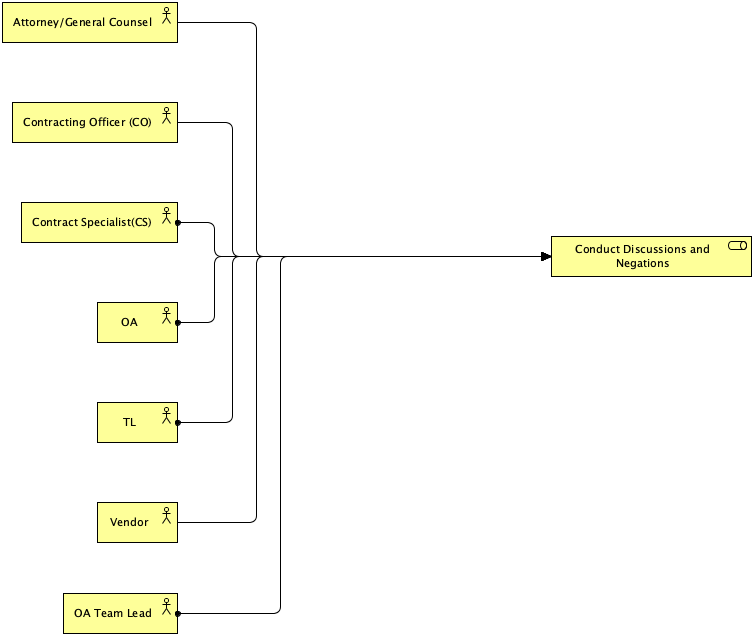 Attorney/General Counsel
Contracting Officer (CO)
Contract Specialist(CS)
Conduct Discussions and
Negations
OA
TL
Vendor
OA Team Lead